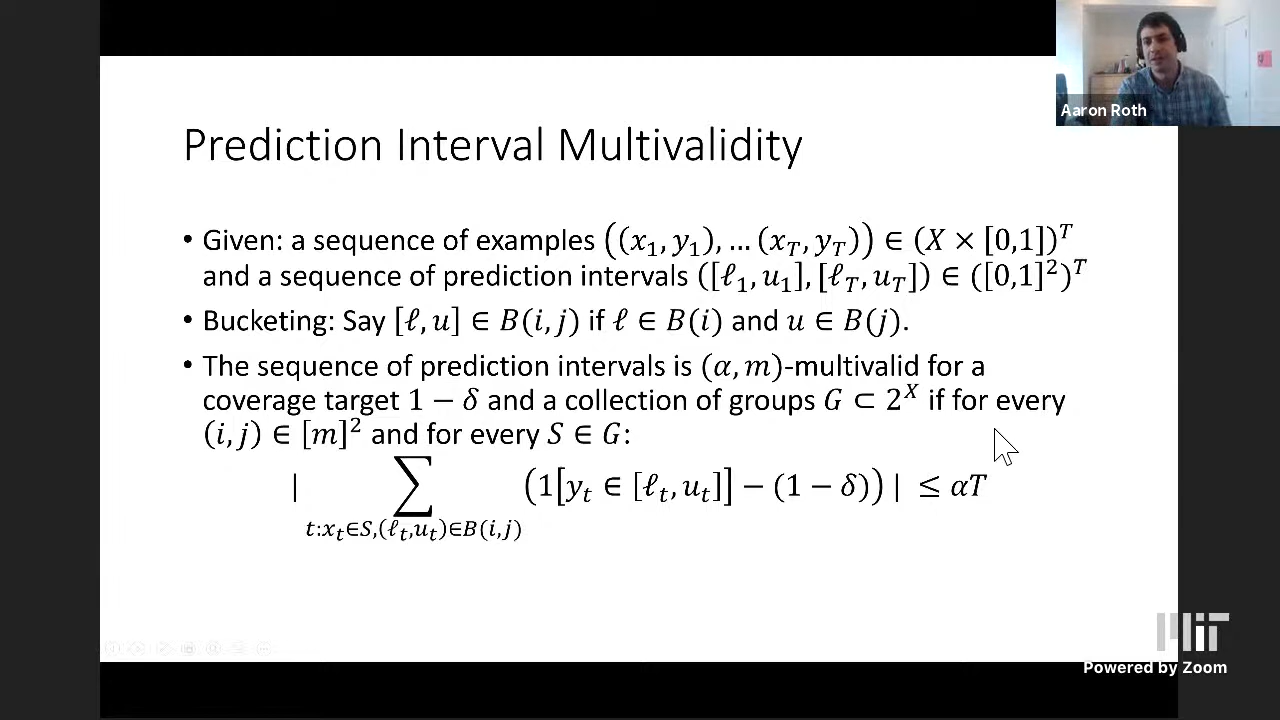 Aaron Roth
Prediction Interval Multivalidity
• Given: a sequence of examples ((x₁, y₁), … (x_T, y_T)) ∈ (X × [0,1])^T
and a sequence of prediction intervals ([ℓ₁, u₁], [ℓ_T, u_T]) ∈ ([0,1]²)^T
• Bucketing: Say [ℓ, u] ∈ B(i, j) if ℓ ∈ B(i) and u ∈ B(j).
• The sequence of prediction intervals is (α, m)-multivalid for a
coverage target 1 − δ and a collection of groups G ⊂ 2^X if for every
(i, j) ∈ [m]² and for every S ∈ G:
| ∑ (1[y_t ∈ [ℓ_t, u_t]] − (1 − δ)) | ≤ αT
t:x_t∈S,(ℓ_t,u_t)∈B(i,j)
MIT
Powered by Zoom